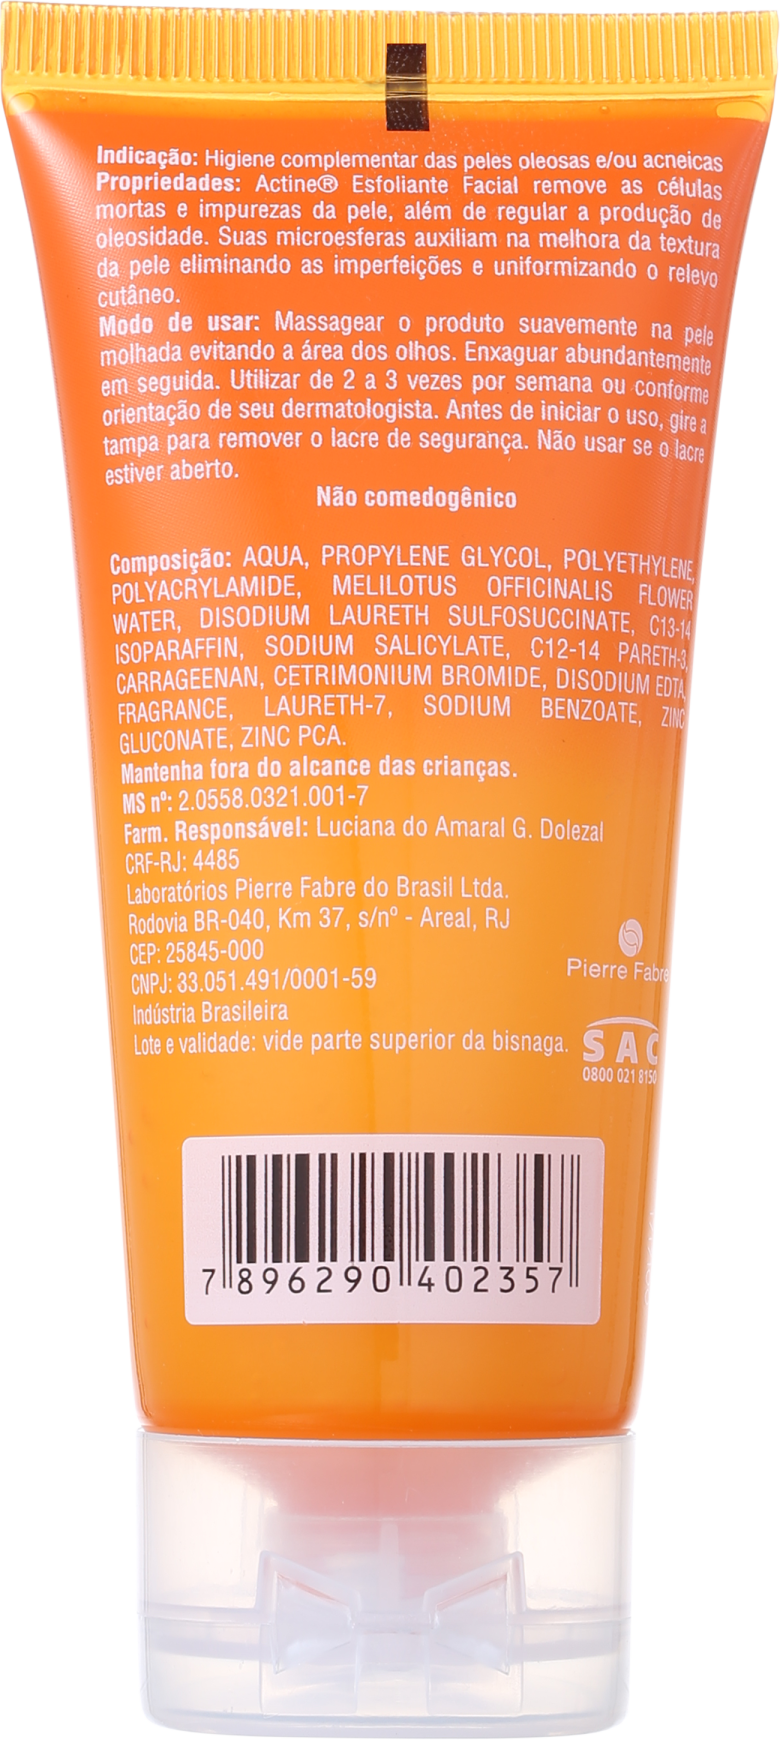 Indicação: Higiene complementar das peles oleosas e/ou acneicas
Propriedades: Actine® Esfoliante Facial remove as células
mortas e impurezas da pele, além de regular a produção de
oleosidade. Suas microesferas auxiliam na melhora da textura
da pele eliminando as imperfeições e uniformizando o relevo
cutâneo.
Modo de usar: Massagear o produto suavemente na pele
molhada evitando a área dos olhos. Enxaguar abundantemente
em seguida. Utilizar de 2 a 3 vezes por semana ou conforme
orientação de seu dermatologista. Antes de iniciar o uso, gire a
tampa para remover o lacre de segurança. Não usar se o lacre
estiver aberto.
Não comedogênico
Composição: AQUA, PROPYLENE GLYCOL, POLYETHYLENE,
POLYACRYLAMIDE, MELILOTUS OFFICINALIS FLOWER
WATER, DISODIUM LAURETH SULFOSUCCINATE, C13-14
ISOPARAFFIN, SODIUM SALICYLATE, C12-14 PARETH-3,
CARRAGEENAN, CETRIMONIUM BROMIDE, DISODIUM EDTA,
FRAGRANCE, LAURETH-7, SODIUM BENZOATE, ZINC
GLUCONATE, ZINC PCA.
Mantenha fora do alcance das crianças.
MS nº: 2.0558.0321.001-7
Farm. Responsável: Luciana do Amaral G. Dolezal
CRF-RJ: 4485
Laboratórios Pierre Fabre do Brasil Ltda.
Rodovia BR-040, Km 37, s/nº - Areal, RJ
CEP: 25845-000
CNPJ: 33.051.491/0001-59
Indústria Brasileira
Lote e validade: vide parte superior da bisnaga.
Pierre Fabre
SAC
0800 021 8150
7 896290 402357